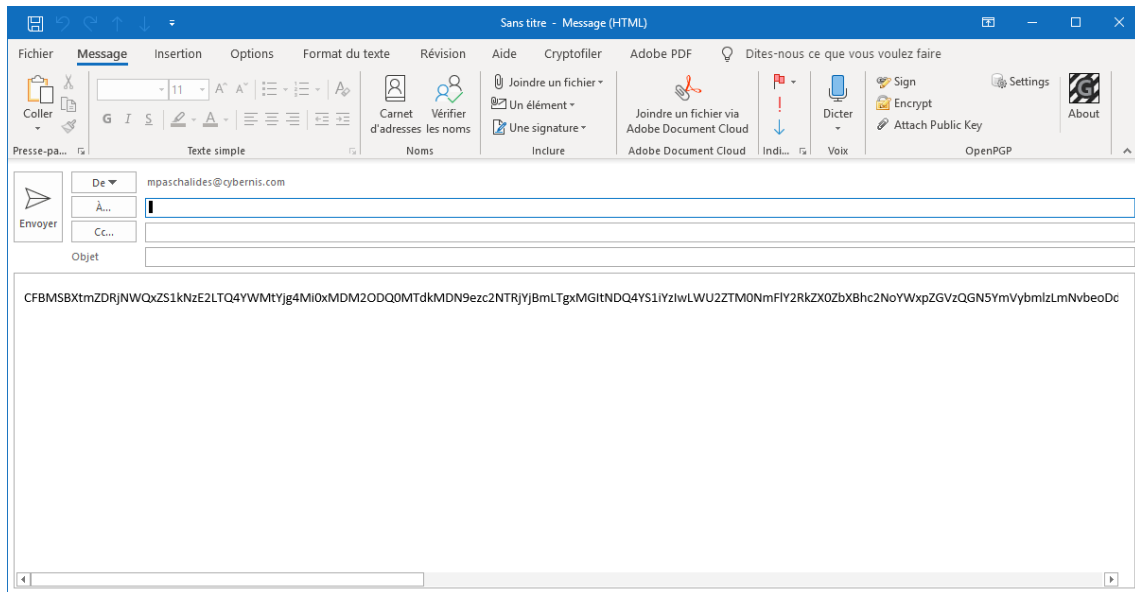 Sans titre - Message (HTML)
Fichier Message Insertion Options Format du texte Révision Aide Cryptofiler Adobe PDF Dites-nous ce que vous voulez faire
Coller
11
G I S
Carnet d'adresses
Vérifier les noms
Joindre un fichier
Un élément
Une signature
Joindre un fichier via
Adobe Document Cloud
Dicter
Sign
Encrypt
Attach Public Key
Settings
About
Presse-pa... Texte simple Noms Inclure Adobe Document Cloud Indi... Voix OpenPGP
Envoyer
De mpaschalides@cybernis.com
À...
Cc...
Objet
CFBMSBXtmZDRjNWQxZS1kNzE2LTQ4YWMtYjg4Mi0xMDM2ODQ0MTdkMDN9ezc2NTRjYjBmLTgxMGItNDQ4YS1iYzIwLWU2ZTM0NmFlY2RkZX0ZbXBhc2NoYWxpZGVzQGN5YmVybmlzLmNvbeoDd